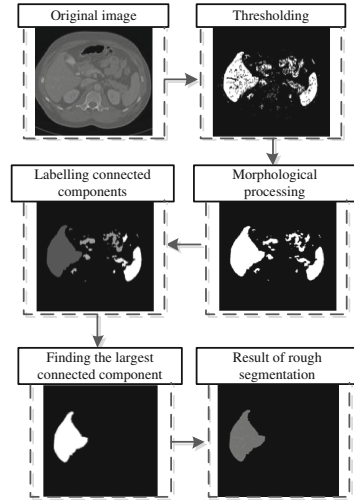 Original image
Thresholding
Labelling connected
components
Morphological
processing
Finding the largest
connected component
Result of rough
segmentation